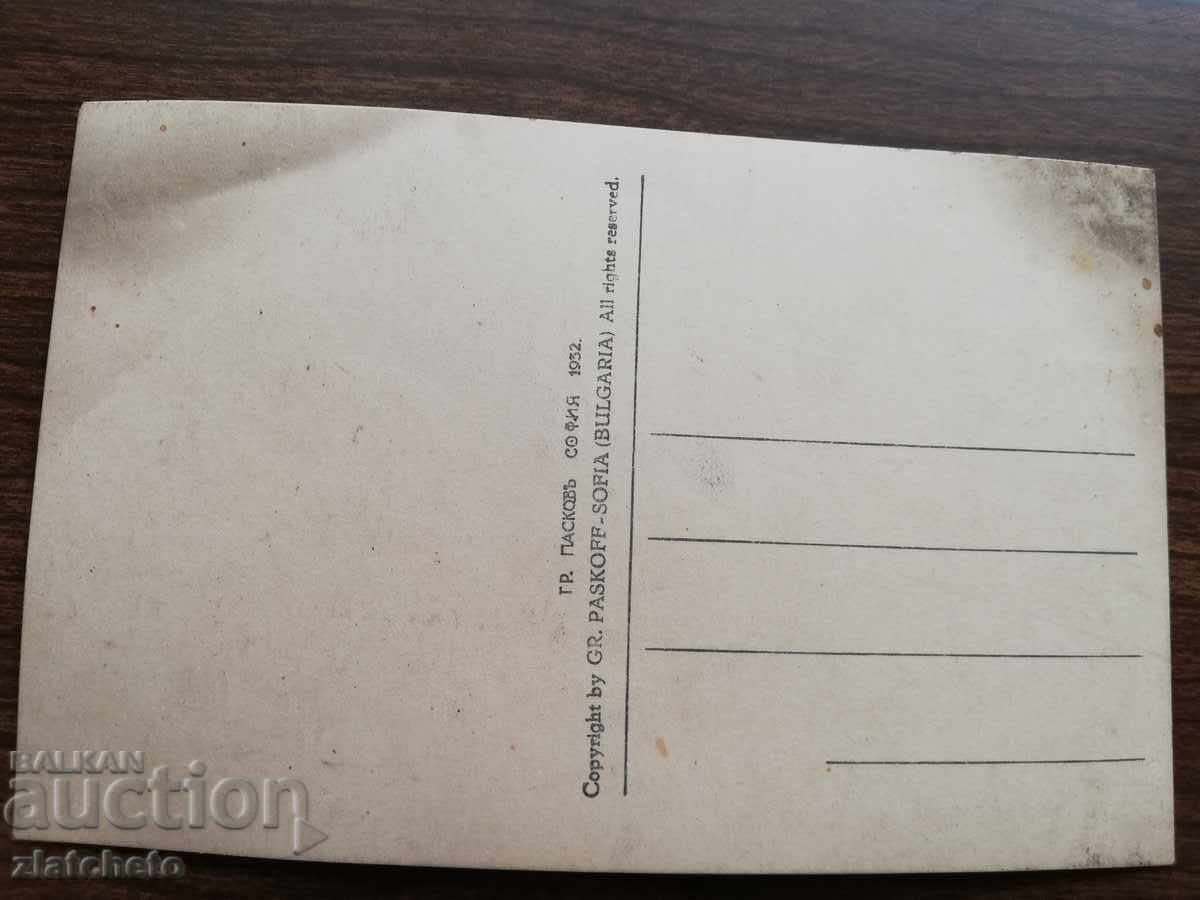 ГР. ПАСКОВЪ СОФИЯ 1932.
Copyright by GR. PASKOFF-SOFIA (BULGARIA) All rights reserved.
BALKAN
auction
zlatcheto